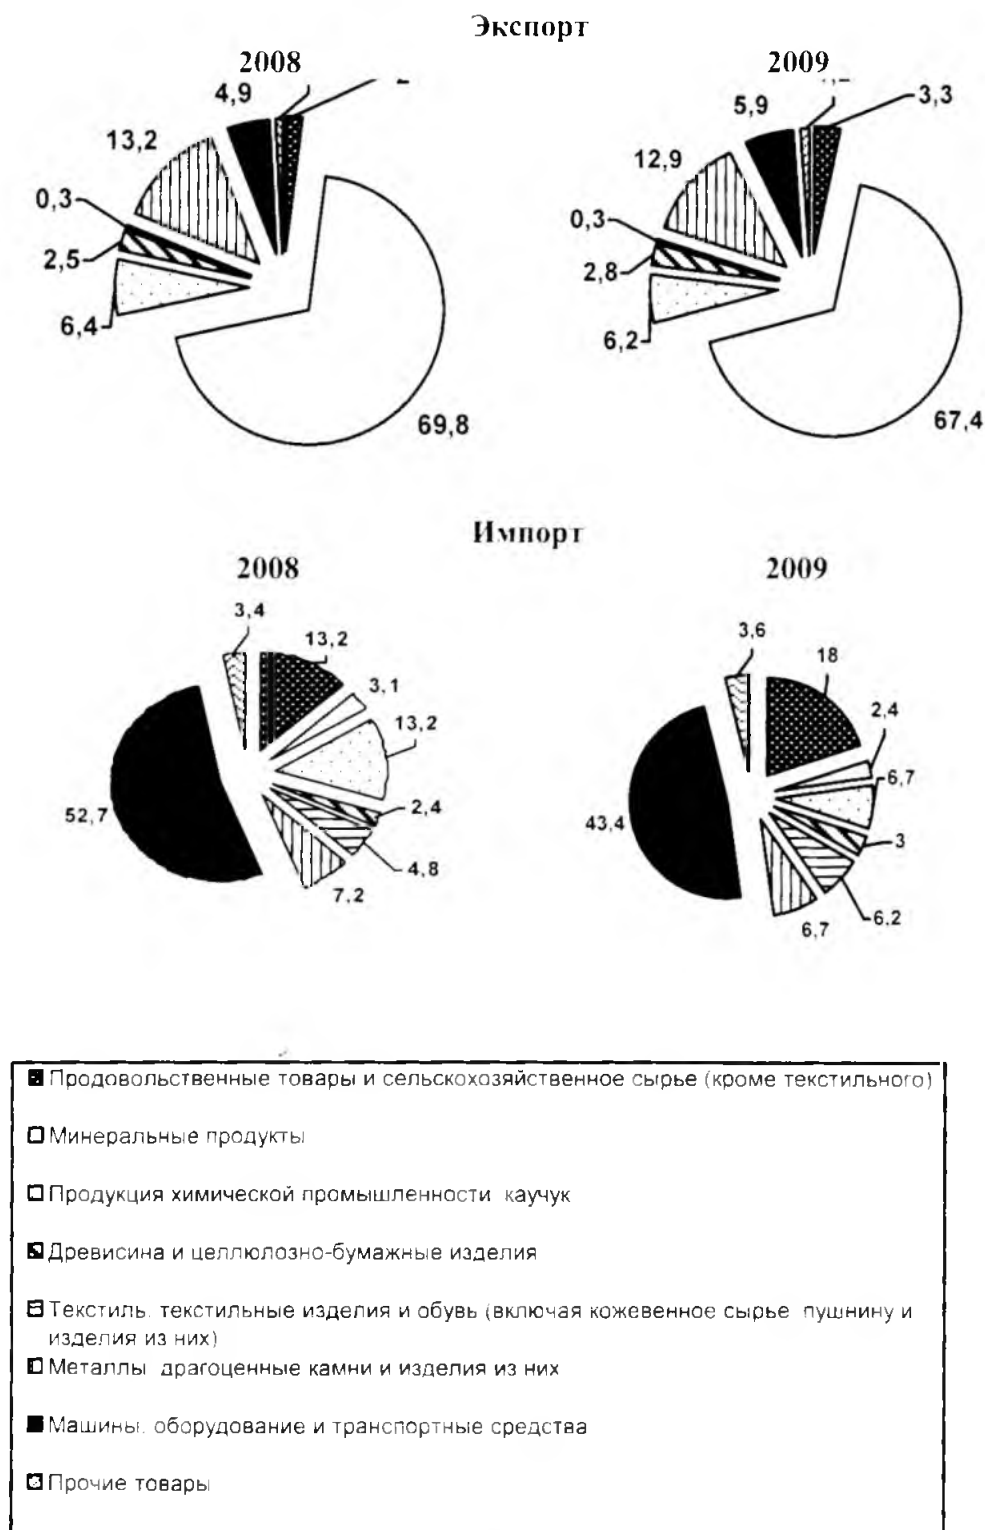 Экспорт
2008 2009
4,9
5,9
3,3
13,2
12,9
0,3
0,3
2,5
2,8
6,4
6,2
69,8
67,4
Импорт
2008 2009
3,4
3,6
13,2
18
3,1
2,4
13,2
6,7
52,7
43,4
2,4
3
4,8
6,2
7,2
6,7
Продовольственные товары и сельскохозяйственное сырье (кроме текстильного)
Минеральные продукты
Продукция химической промышленности каучук
Древисина и целлюлозно-бумажные изделия
Текстиль. текстильные изделия и обувь (включая кожевенное сырье пушнину и
изделия из них)
Металлы драгоценные камни и изделия из них
Машины. оборудование и транспортные средства
Прочие товары